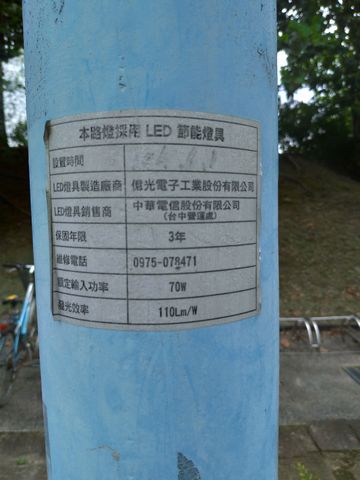 本路燈採用 LED 節能燈具
設置時間
LED燈具製造廠商 億光電子工業股份有限公司
LED燈具銷售商 中華電信股份有限公司
(台中營運處)
保固年限 3年
維修電話 0975-078471
額定輸入功率 70W
發光效率 110Lm/W